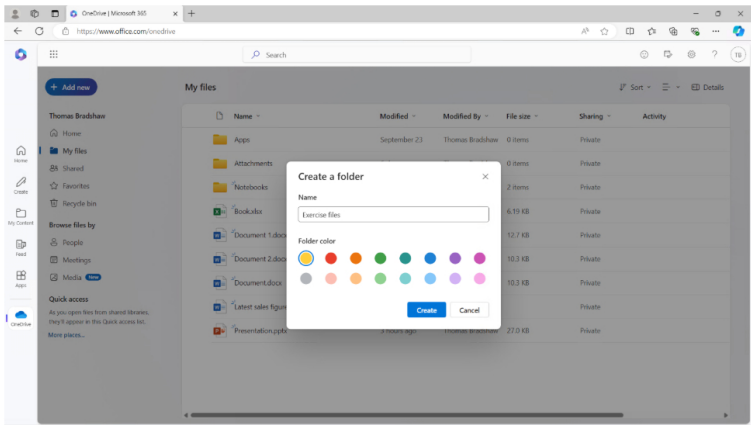 OneDrive | Microsoft 365
https://www.office.com/onedrive
Search
TB
+ Add new
My files
Sort
Details
Thomas Bradshaw
Home
My files
Shared
Favorites
Recycle bin
Browse files by
People
Meetings
Media New
Quick access
As you open files from shared libraries,
they'll appear in this Quick access list.
More places...
Home
Create
My Content
Feed
Apps
OneDrive
Name Modified Modified By File size Sharing Activity
Apps September 23 Thomas Bradshaw 0 items Private
Attachments 0 items Private
Notebooks 2 items Private
Book.xlsx 6.19 KB Private
Document 1.docx 12.7 KB Private
Document 2.docx 10.3 KB Private
Document.docx 10.3 KB Private
Latest sales figure Private
Presentation.pptx 3 hours ago Thomas Bradshaw 27.0 KB Private
Create a folder
Name
Exercise files
Folder color
Create Cancel